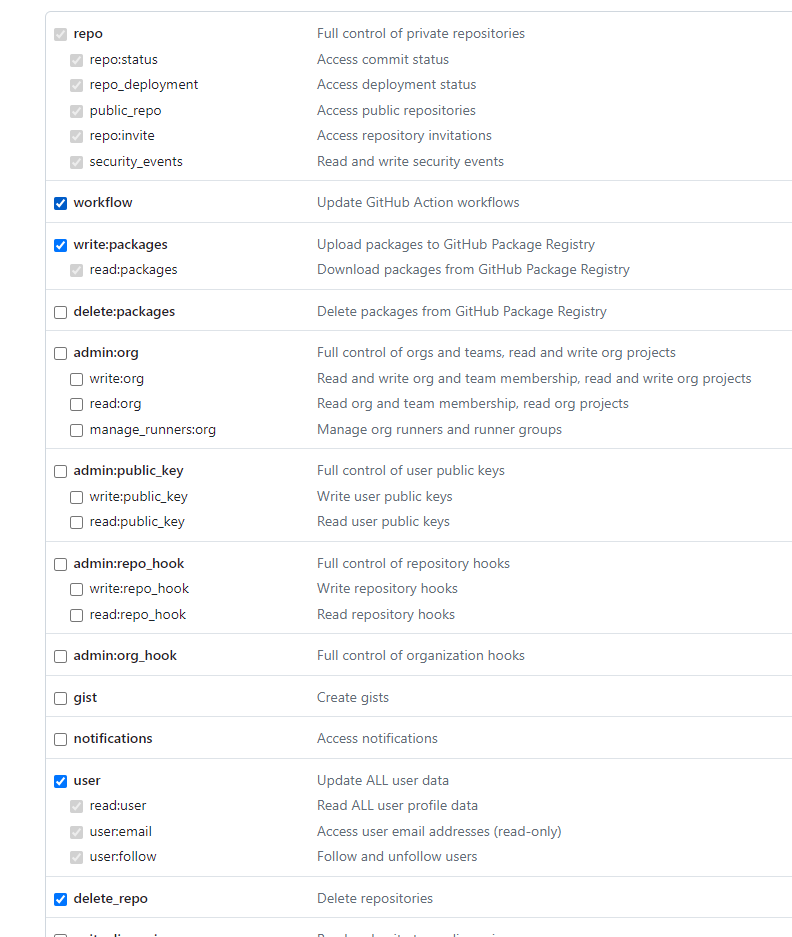 repo Full control of private repositories
repo:status Access commit status
repo_deployment Access deployment status
public_repo Access public repositories
repo:invite Access repository invitations
security_events Read and write security events
workflow Update GitHub Action workflows
write:packages Upload packages to GitHub Package Registry
read:packages Download packages from GitHub Package Registry
delete:packages Delete packages from GitHub Package Registry
admin:org Full control of orgs and teams, read and write org projects
write:org Read and write org and team membership, read and write org projects
read:org Read org and team membership, read org projects
manage_runners:org Manage org runners and runner groups
admin:public_key Full control of user public keys
write:public_key Write user public keys
read:public_key Read user public keys
admin:repo_hook Full control of repository hooks
write:repo_hook Write repository hooks
read:repo_hook Read repository hooks
admin:org_hook Full control of organization hooks
gist Create gists
notifications Access notifications
user Update ALL user data
read:user Read ALL user profile data
user:email Access user email addresses (read-only)
user:follow Follow and unfollow users
delete_repo Delete repositories